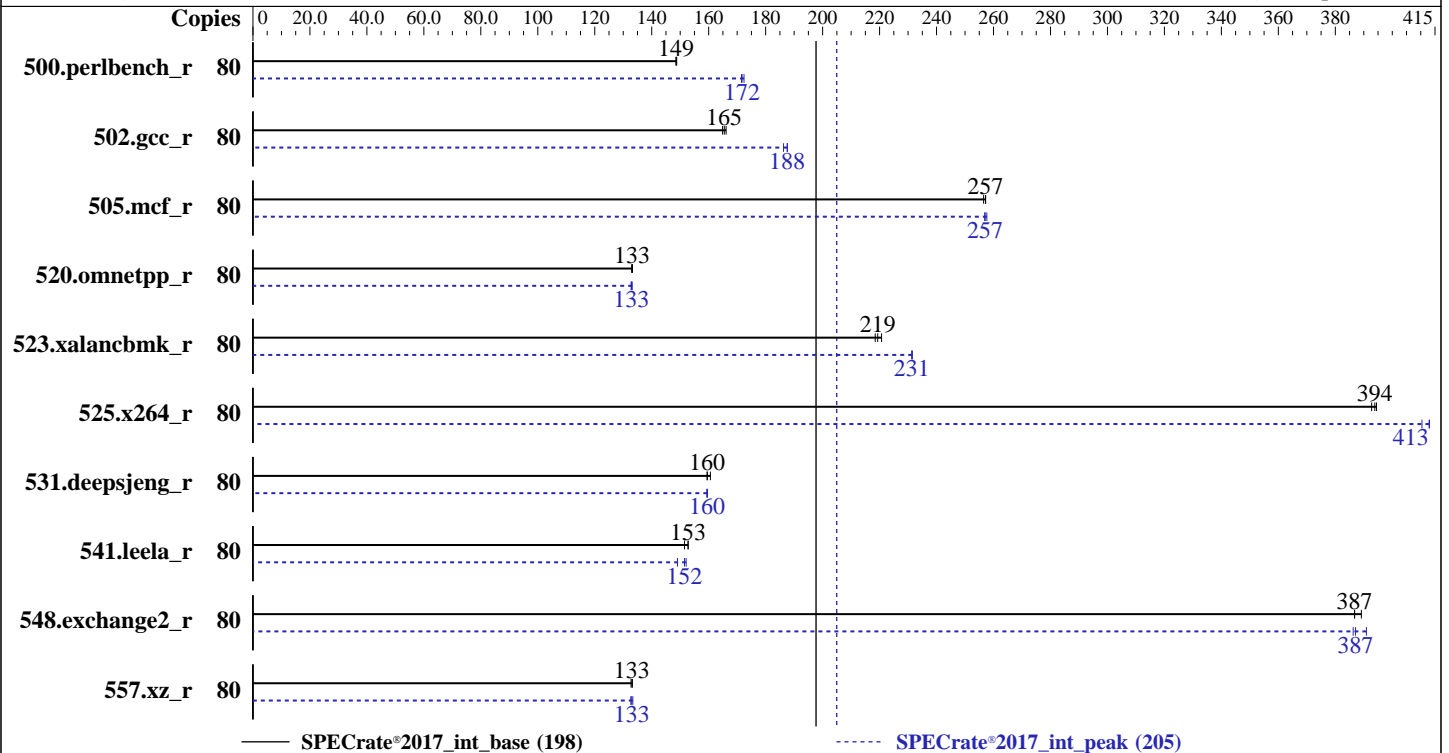 Copies 0 20.0 40.0 60.0 80.0 100 120 140 160 180 200 220 240 260 280 300 320 340 360 380 415
500.perlbench_r 80 149
172
502.gcc_r 80 165
188
505.mcf_r 80 257
257
520.omnetpp_r 80 133
133
523.xalancbmk_r 80 219
231
525.x264_r 80 394
413
531.deepsjeng_r 80 160
160
541.leela_r 80 153
152
548.exchange2_r 80 387
387
557.xz_r 80 133
133
SPECrate®2017_int_base (198) SPECrate®2017_int_peak (205)